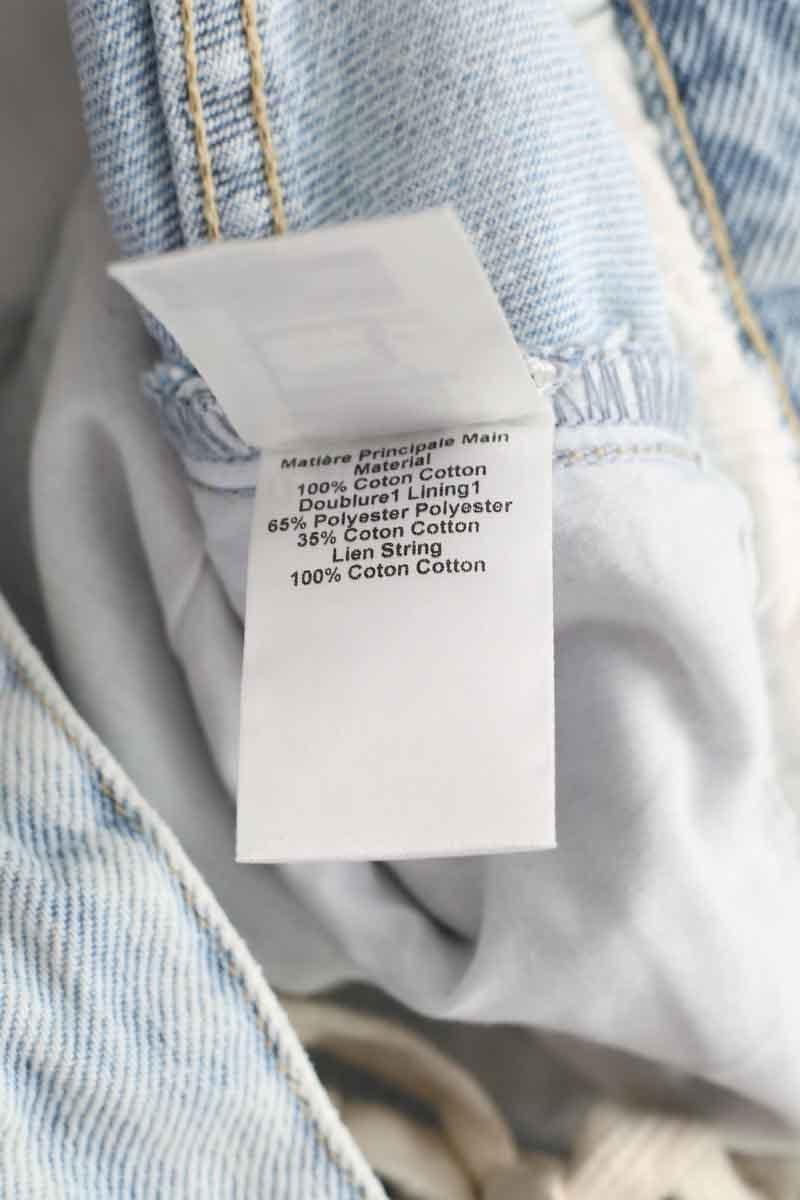 Matière Principale Main
Material
100% Coton Cotton
Doublure1 Lining1
65% Polyester Polyester
35% Coton Cotton
Lien String
100% Coton Cotton